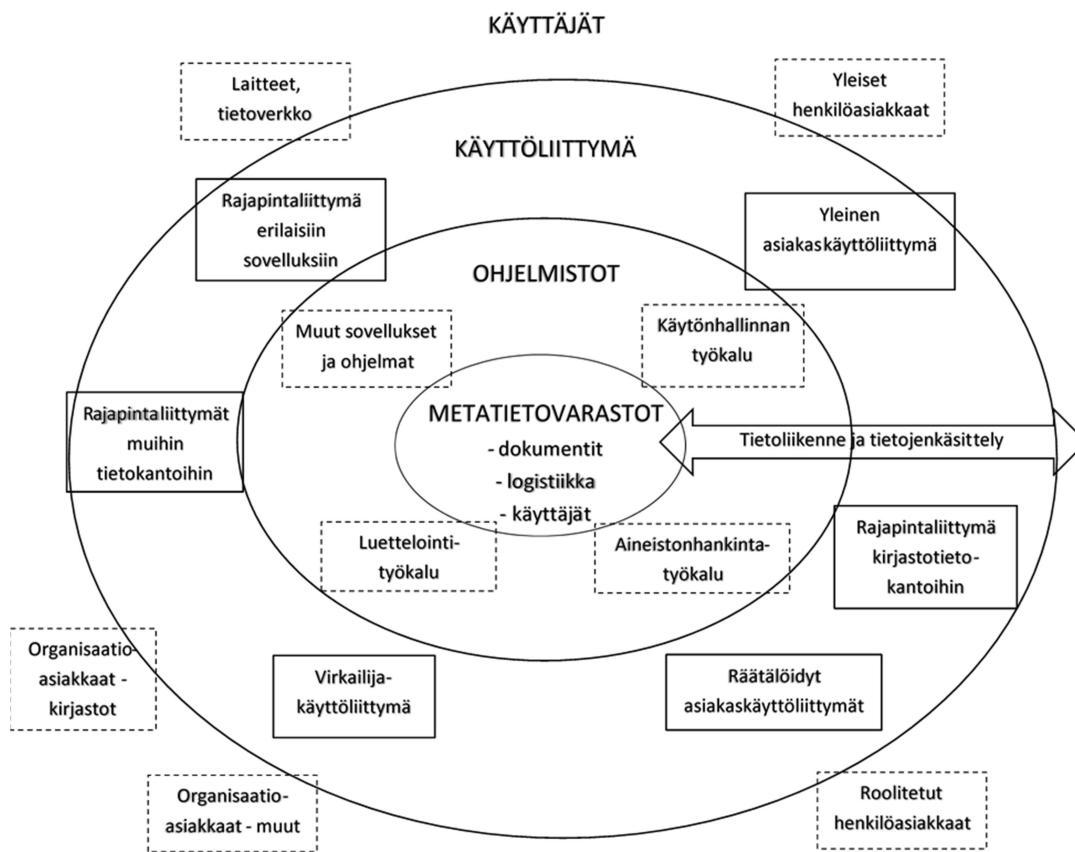 KÄYTTÄJÄT
Laitteet,
tietoverkko
Yleiset
henkilöasiakkaat
KÄYTTÖLIITTYMÄ
Rajapintaliittymä
erilaisiin
sovelluksiin
Yleinen
asiakaskäyttöliittymä
OHJELMISTOT
Muut sovellukset
ja ohjelmat
Käytönhallinnan
työkalu
Rajapintaliittymät
muihin
tietokantoihin
METATIETOVARASTOT
- dokumentit
- logistiikka
- käyttäjät
Tietoliikenne ja tietojenkäsittely
Luettelointi-
työkalu
Aineistonhankinta-
työkalu
Rajapintaliittymä
kirjastotieto-
kantoihin
Organisaatio-
asiakkaat -
kirjastot
Virkailija-
käyttöliittymä
Räätälöidyt
asiakaskäyttöliittymät
Organisaatio-
asiakkaat - muut
Roolitetut
henkilöasiakkaat